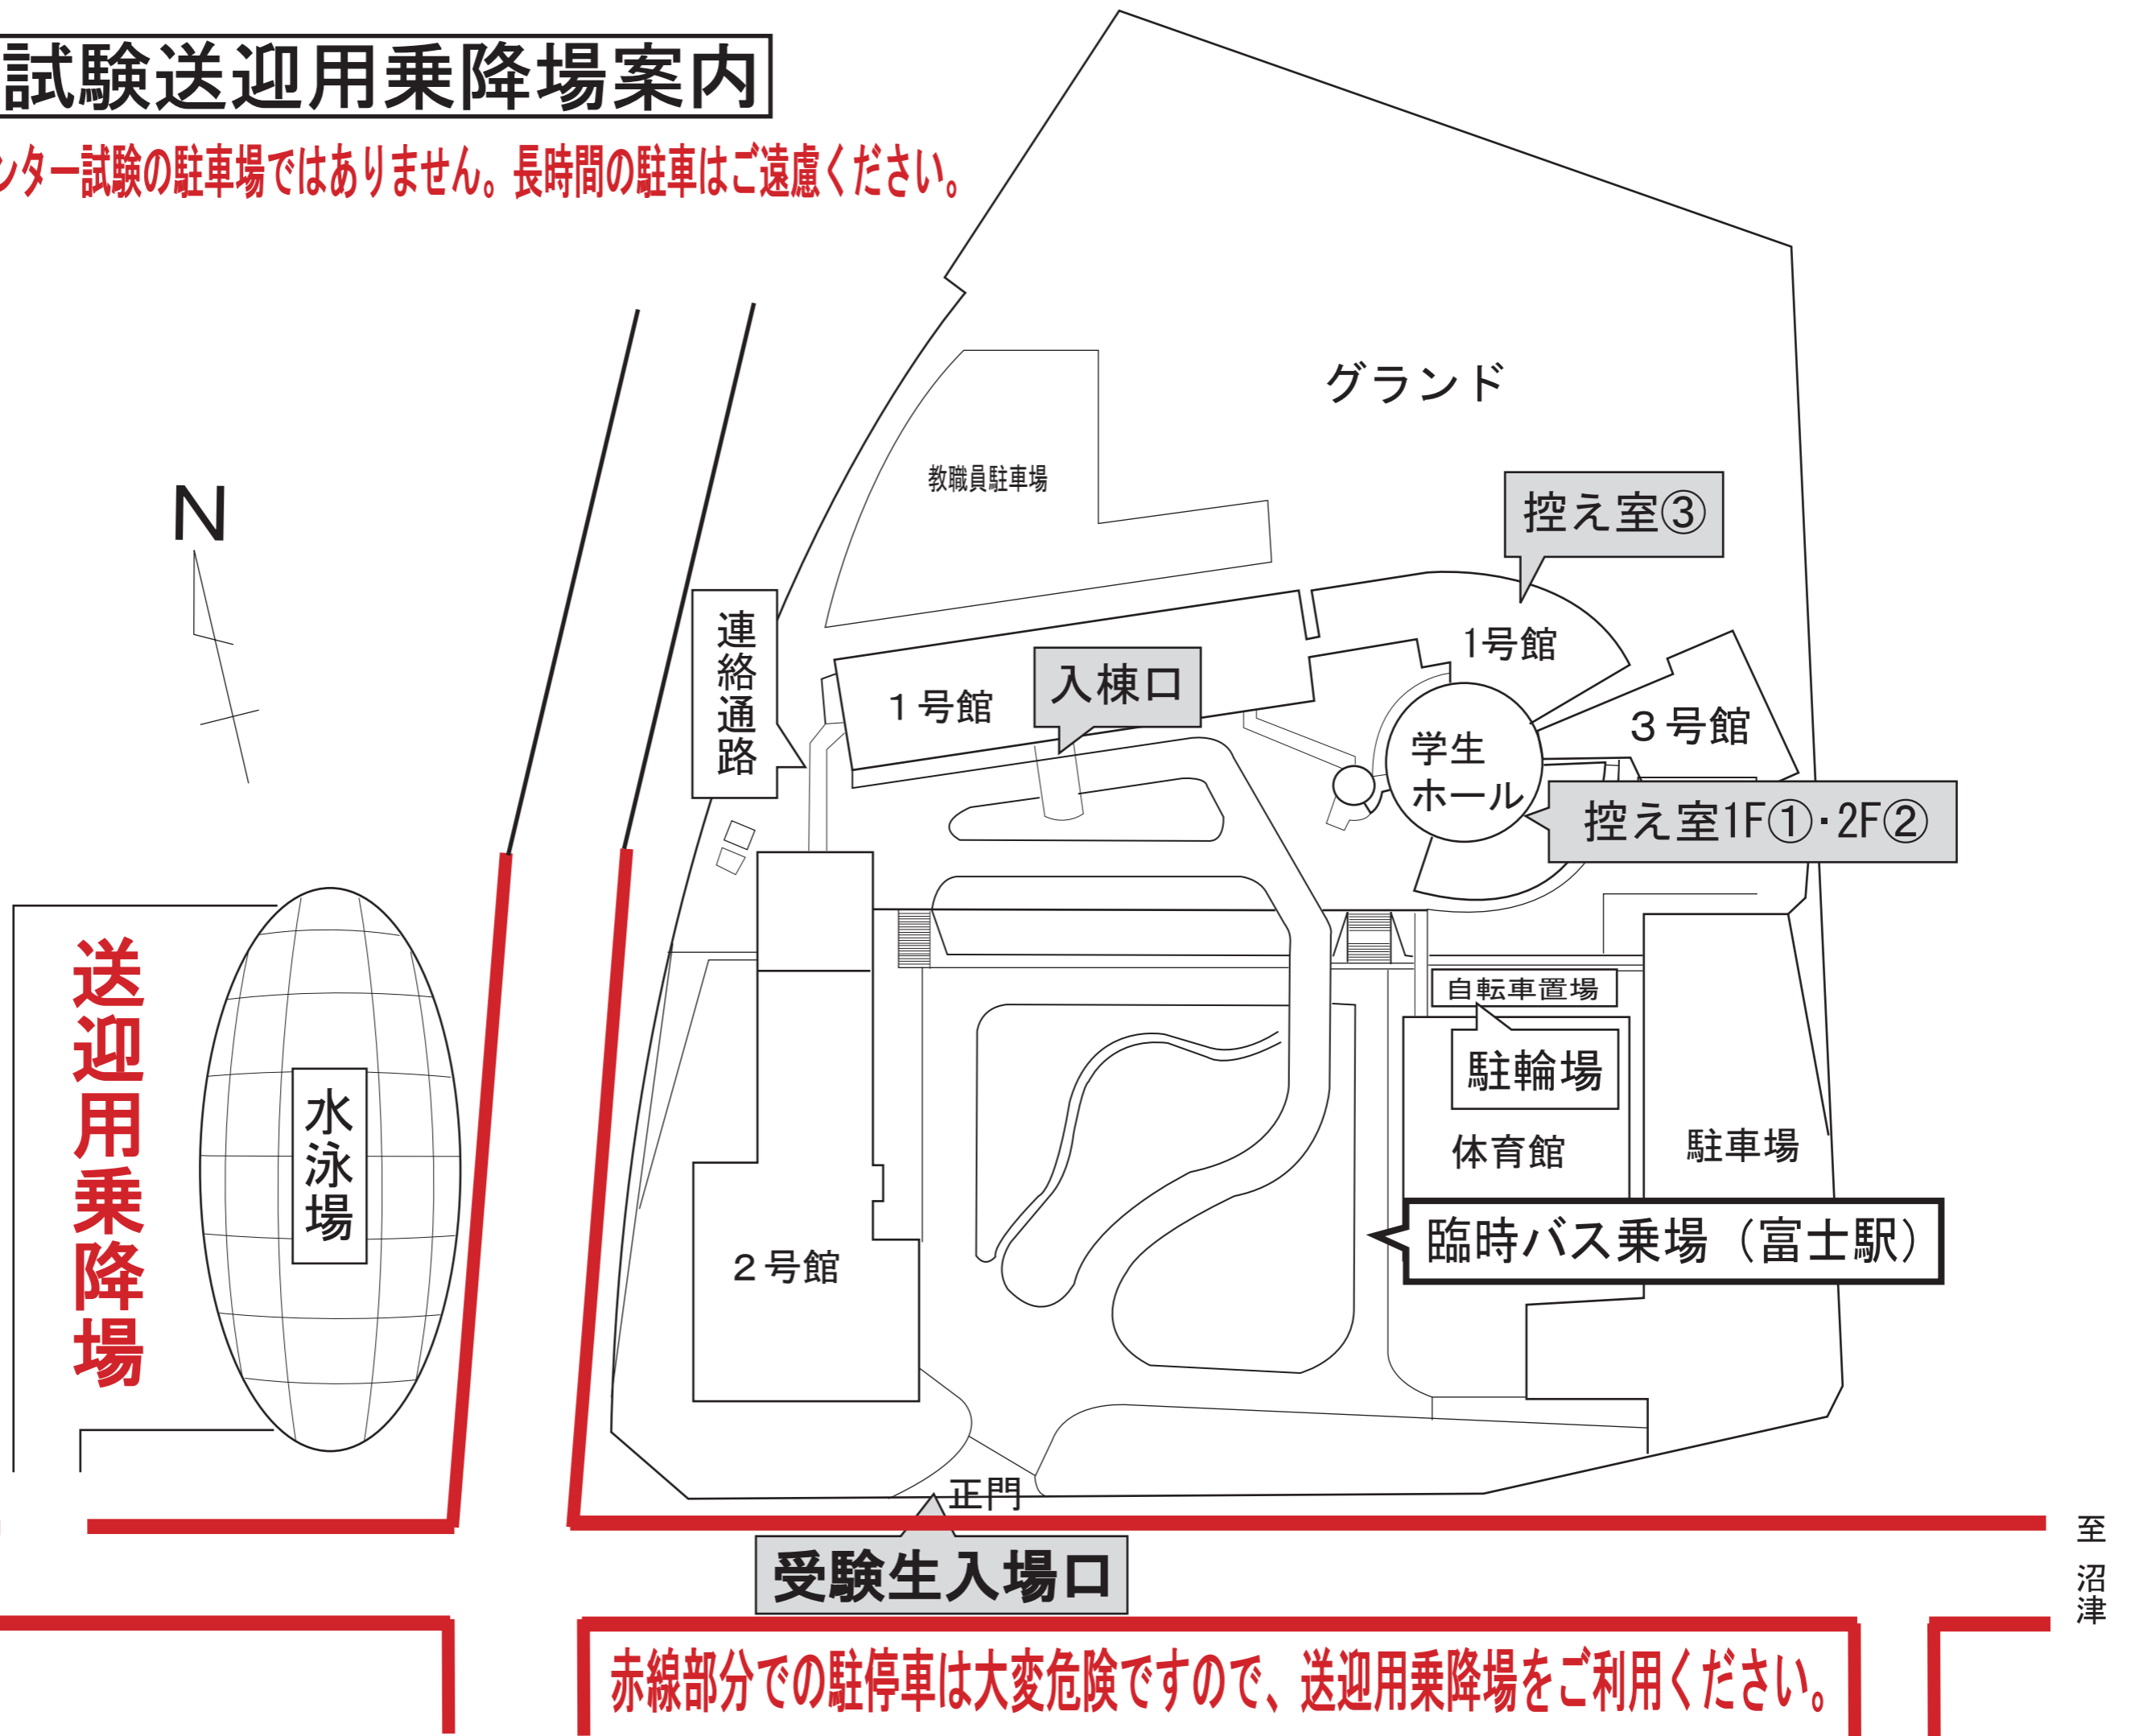 試験送迎用乗降場案内
ンター試験の駐車場ではありません。長時間の駐車はご遠慮ください。
グランド
教職員駐車場
N
控え室③
連絡通路
1号館
入棟口
1号館
3号館
学生
ホール
控え室1F①・2F②
送迎用乗降場
水泳場
自転車置場
駐輪場
体育館
駐車場
臨時バス乗場(富士駅)
2号館
正門
受験生入場口
至 沼津
赤線部分での駐停車は大変危険ですので、送迎用乗降場をご利用ください。